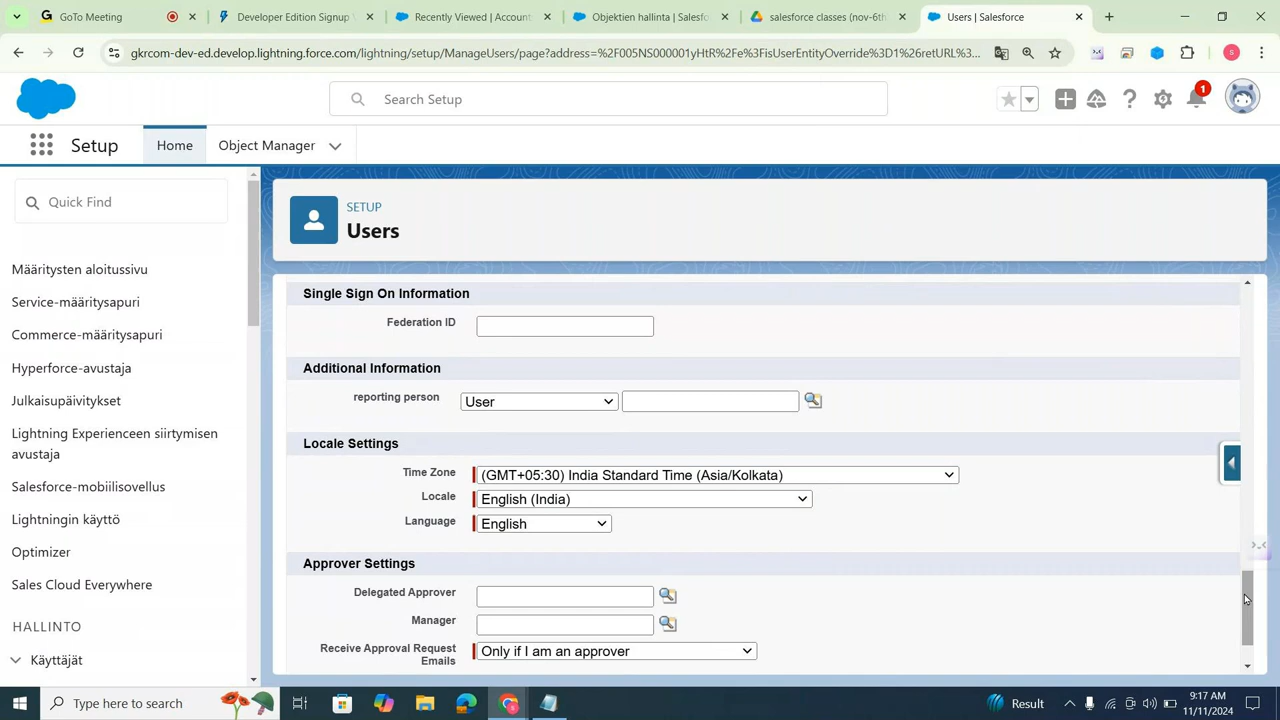 GoTo Meeting
Developer Edition Signup
Recently Viewed | Account
Objektien hallinta | Salesfo
salesforce classes (nov-6th
Users | Salesforce
gkrcom-dev-ed.develop.lightning.force.com/lightning/setup/ManageUsers/page?address=%2F005NS000001yHtR%2Fe%3FisUserEntityOverride%3D1%26retURL%3...
S
Search Setup
1
Setup
Home
Object Manager
Quick Find
SETUP
Users
Määritysten aloitussivu
Service-määritysapuri
Commerce-määritysapuri
Hyperforce-avustaja
Julkaisupäivitykset
Lightning Experienceen siirtymisen
avustaja
Salesforce-mobiilisovellus
Lightningin käyttö
Optimizer
Sales Cloud Everywhere
HALLINTO
Käyttäjät
Single Sign On Information
Federation ID
Additional Information
reporting person
User
Locale Settings
Time Zone
(GMT+05:30) India Standard Time (Asia/Kolkata)
Locale
English (India)
Language
English
Approver Settings
Delegated Approver
Manager
Receive Approval Request
Emails
Only if I am an approver
Type here to search
Result
9:17 AM
11/11/2024